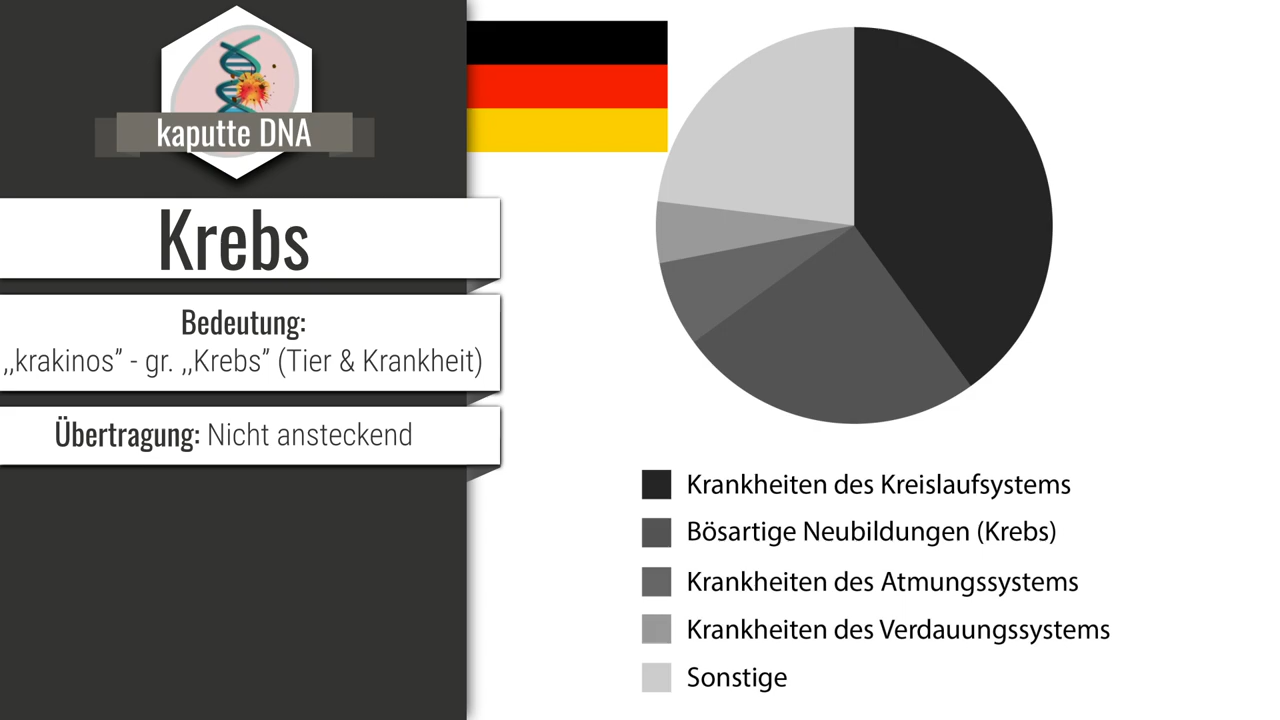 kaputte DNA
Krebs
Bedeutung:
,,krakinos” - gr. ,,Krebs” (Tier & Krankheit)
Übertragung: Nicht ansteckend
Krankheiten des Kreislaufsystems
Bösartige Neubildungen (Krebs)
Krankheiten des Atmungssystems
Krankheiten des Verdauungssystems
Sonstige